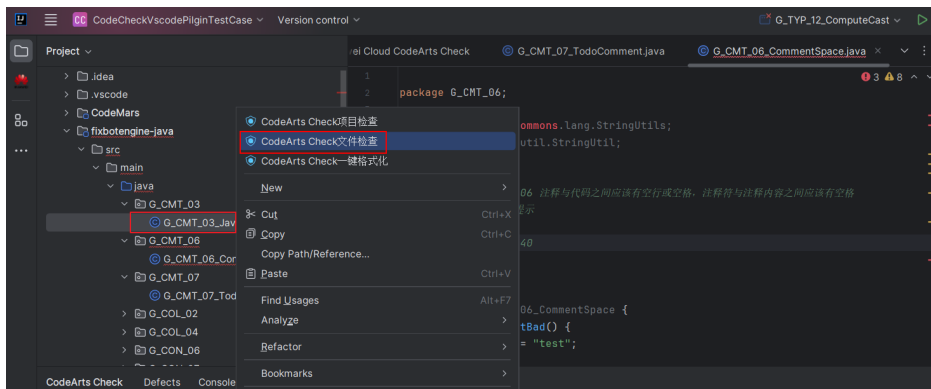 CC CodeCheckVscodePilginTestCase Version control G_TYP_12_ComputeCast
Project
ei Cloud CodeArts Check G_CMT_07_TodoComment.java G_CMT_06_CommentSpace.java
.idea
.vscode
CodeMars
fixbotengine-java
src
main
java
G_CMT_03
G_CMT_03_Jav
G_CMT_06
G_CMT_06_Cor
G_CMT_07
G_CMT_07_Tod
G_COL_02
G_COL_04
G_CON_06
CodeArts Check项目检查
CodeArts Check文件检查
CodeArts Check一键格式化
New
Cut Ctrl+X
Copy Ctrl+C
Copy Path/Reference...
Paste Ctrl+V
Find Usages Alt+F7
Analyze
Refactor
Bookmarks
1
3 8
2 package G_CMT_06;
ommons.lang.StringUtils;
util.StringUtil;
06 注释与代码之间应该有空行或空格，注释符与注释内容之间应该有空格
提示
40
06_CommentSpace {
tBad() {
= "test";
CodeArts Check Defects Console